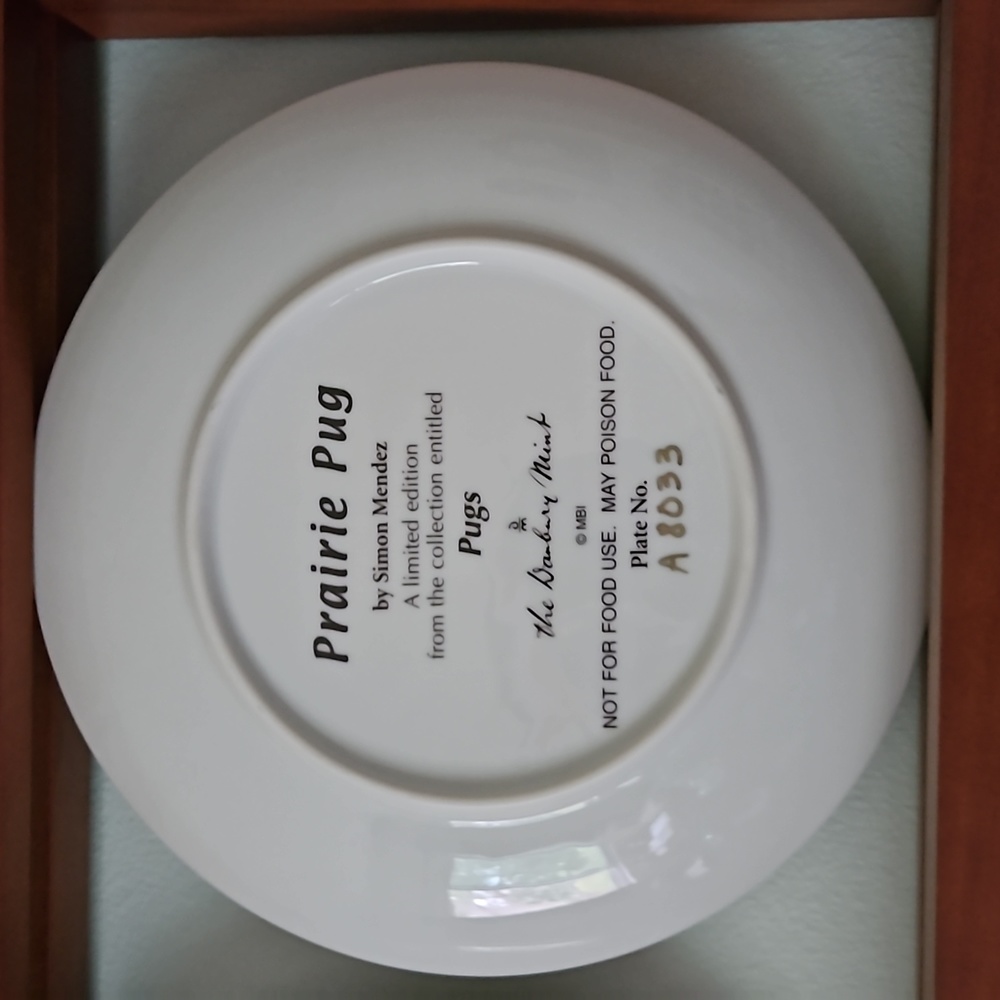 Prairie Pug
by Simon Mendez
A limited edition
from the collection entitled
Pugs
the Danbury Mint
© MBI
NOT FOR FOOD USE. MAY POISON FOOD.
Plate No.
A8033